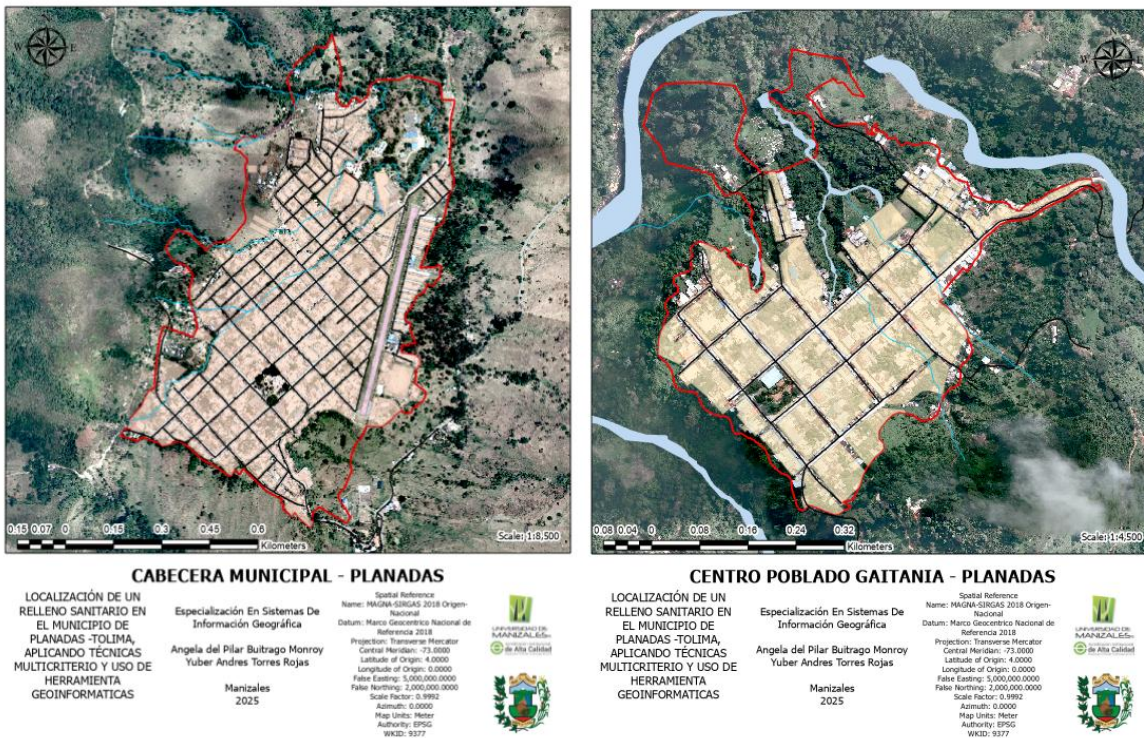 W E
0.15 0.07 0 0.15 0.3 0.45 0.6
Kilometers
Scale: 1:8,500
CABECERA MUNICIPAL - PLANADAS
LOCALIZACIÓN DE UN
RELLENO SANITARIO EN
EL MUNICIPIO DE
PLANADAS -TOLIMA,
APLICANDO TÉCNICAS
MULTICRITERIO Y USO DE
HERRAMIENTA
GEOINFORMATICAS
Especialización En Sistemas De
Información Geográfica
Angela del Pilar Buitrago Monroy
Yuber Andres Torres Rojas
Manizales
2025
Spatial Reference
Name: MAGNA-SIRGAS 2018 Origen-
Nacional
Datum: Marco Geocentrico Nacional de
Referencia 2018
Projection: Transverse Mercator
Central Meridian: -73.0000
Latitude of Origin: 4.0000
Longitude of Origin: 0.0000
False Easting: 5,000,000.0000
False Northing: 2,000,000.0000
Scale Factor: 0.9992
Azimuth: 0.0000
Map Units: Meter
Authority: EPSG
WKID: 9377
UNIVERSIDAD DE
MANIZALES
de Alta Calidad
W
0.08 0.04 0 0.08 0.16 0.24 0.32
Kilometers
Scale: 1:4,500
CENTRO POBLADO GAITANIA - PLANADAS
LOCALIZACIÓN DE UN
RELLENO SANITARIO EN
EL MUNICIPIO DE
PLANADAS -TOLIMA,
APLICANDO TÉCNICAS
MULTICRITERIO Y USO DE
HERRAMIENTA
GEOINFORMATICAS
Especialización En Sistemas De
Información Geográfica
Angela del Pilar Buitrago Monroy
Yuber Andres Torres Rojas
Manizales
2025
Spatial Reference
Name: MAGNA-SIRGAS 2018 Origen-
Nacional
Datum: Marco Geocentrico Nacional de
Referencia 2018
Projection: Transverse Mercator
Central Meridian: -73.0000
Latitude of Origin: 4.0000
Longitude of Origin: 0.0000
False Easting: 5,000,000.0000
False Northing: 2,000,000.0000
Scale Factor: 0.9992
Azimuth: 0.0000
Map Units: Meter
Authority: EPSG
WKID: 9377
UNIVERSIDAD DE
MANIZALES
de Alta Calidad